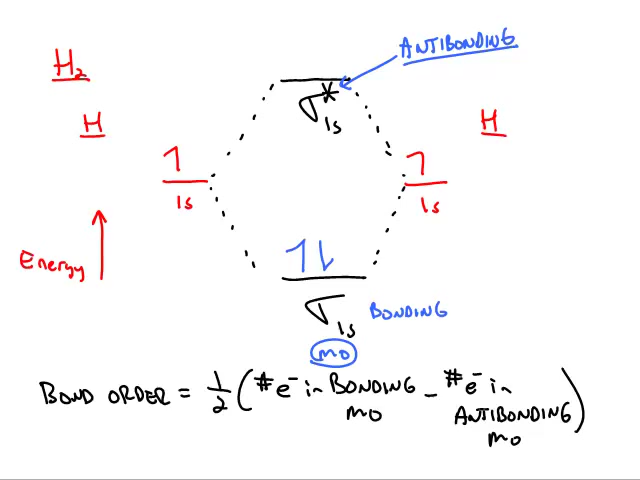 H₂
ANTIBONDING
H
σ*1s
H
1s
1s
Energy
σ1s BONDING
MO
BOND ORDER = 1/2 (#e⁻ in BONDING MO - #e⁻ in ANTIBONDING MO)